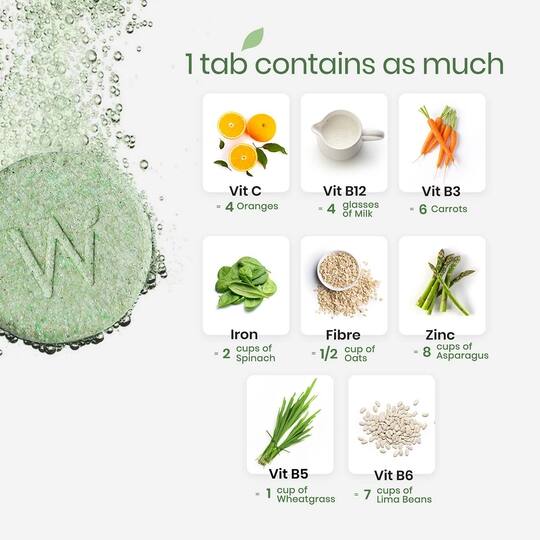 1 tab contains as much
W
Vit C
= 4 Oranges
Vit B12
= 4 glasses
of Milk
Vit B3
= 6 Carrots
Iron
= 2 cups of
Spinach
Fibre
= 1/2 cup of
Oats
Zinc
= 8 cups of
Asparagus
Vit B5
= 1 cup of
Wheatgrass
Vit B6
= 7 cups of
Lima Beans